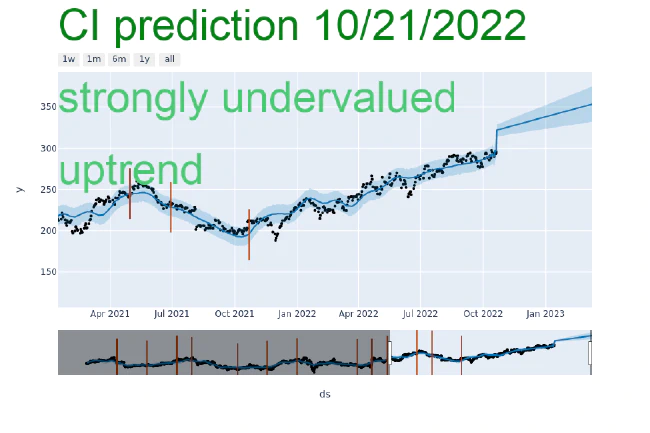 CI prediction 10/21/2022
1w 1m 6m 1y all
strongly undervalued
uptrend
350
300
250
200
150
y
Apr 2021 Jul 2021 Oct 2021 Jan 2022 Apr 2022 Jul 2022 Oct 2022 Jan 2023
ds